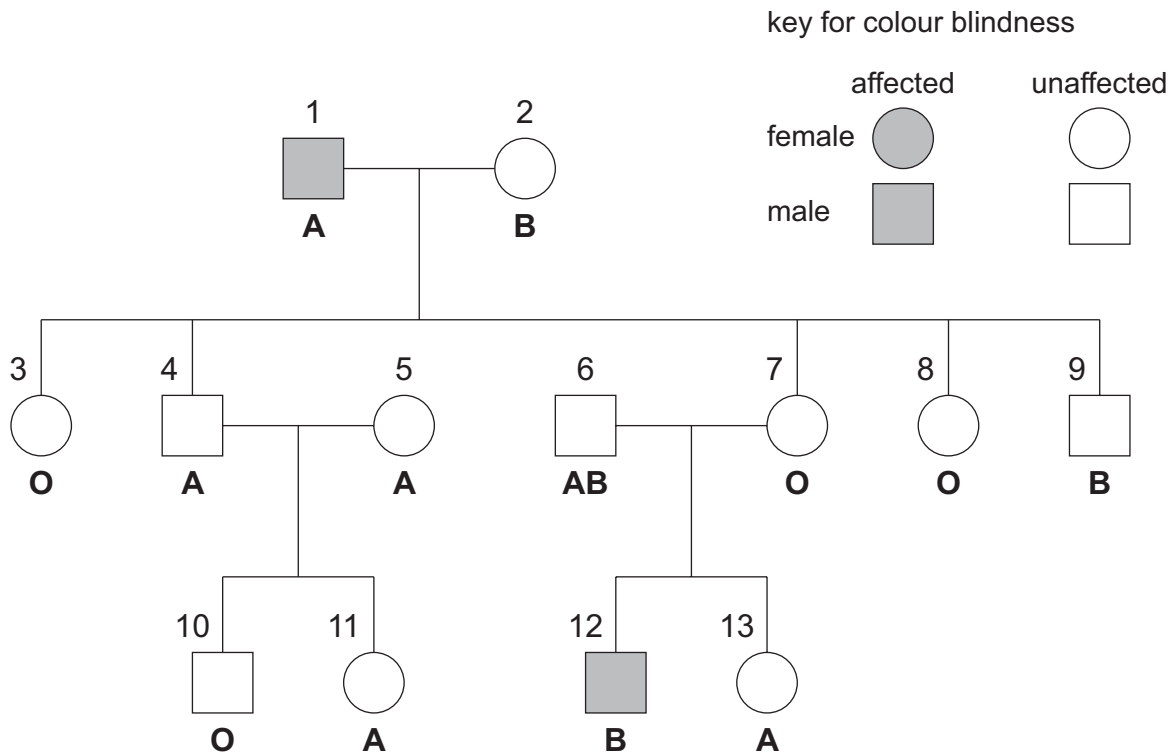 key for colour blindness
affected unaffected
female
male
1 2
A B
3 4 5 6 7 8 9
O A A AB O O B
10 11 12 13
O A B A